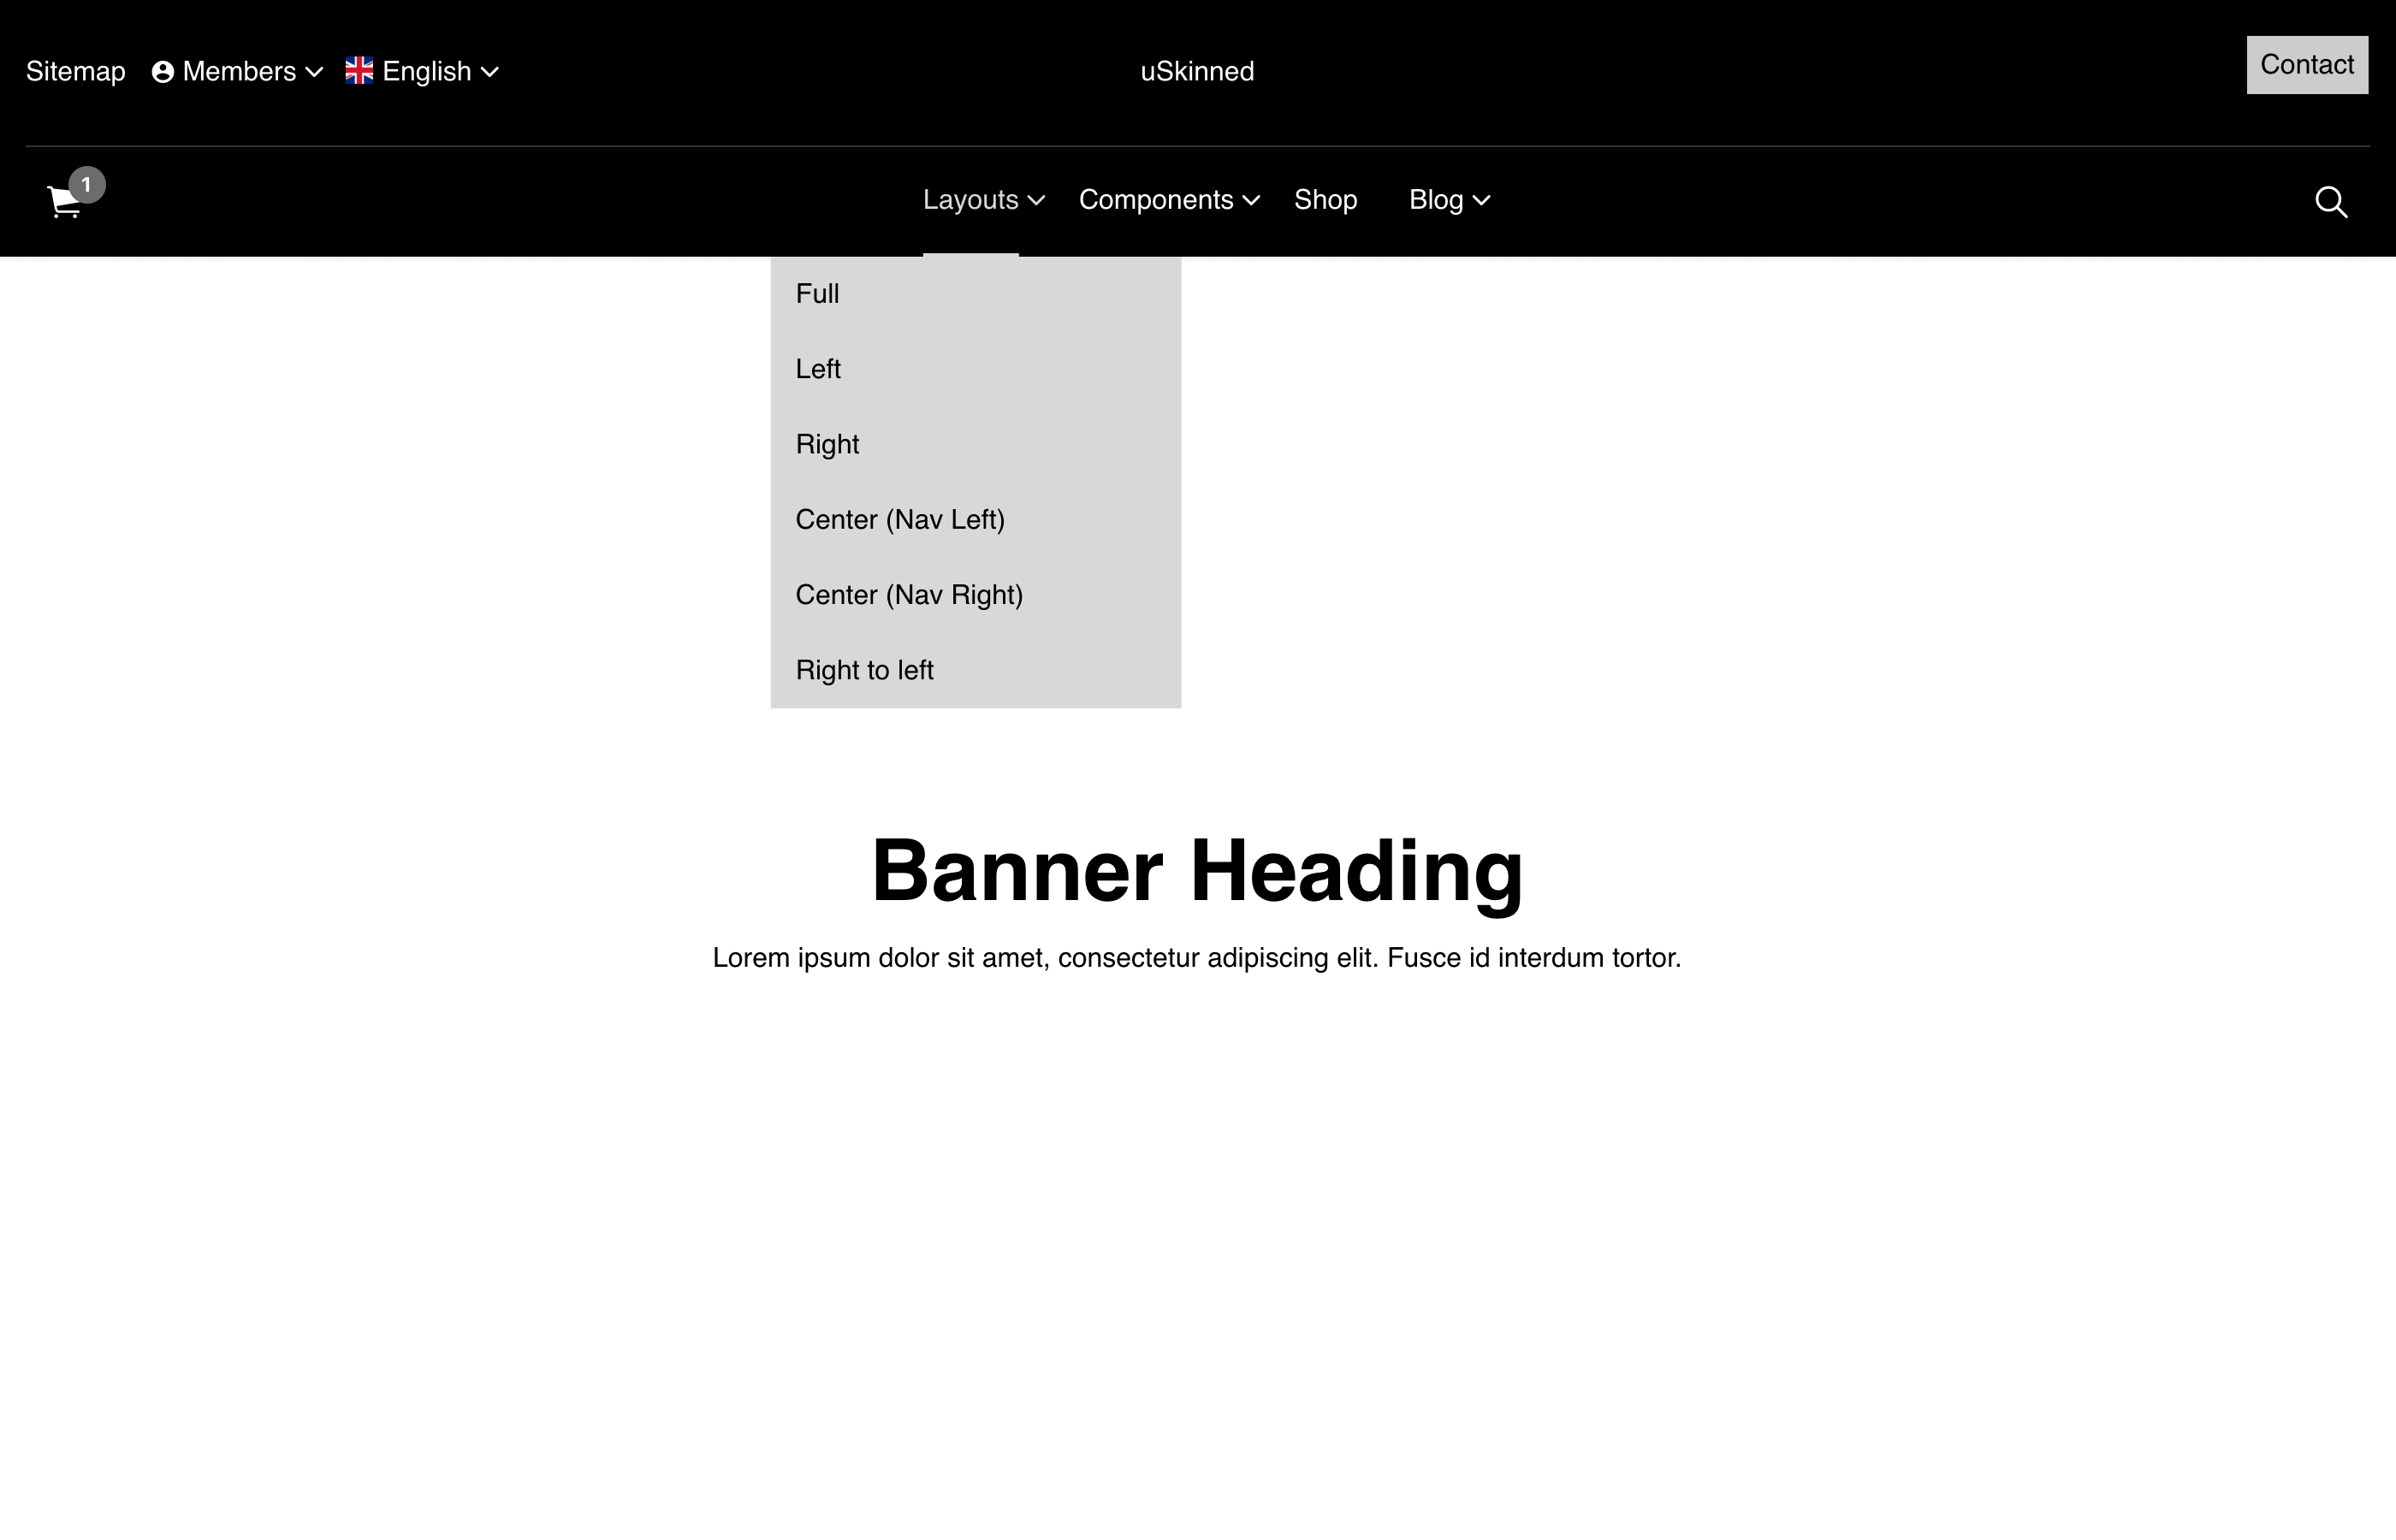 Sitemap Members English uSkinned Contact
1 Layouts Components Shop Blog
Full
Left
Right
Center (Nav Left)
Center (Nav Right)
Right to left
Banner Heading
Lorem ipsum dolor sit amet, consectetur adipiscing elit. Fusce id interdum tortor.